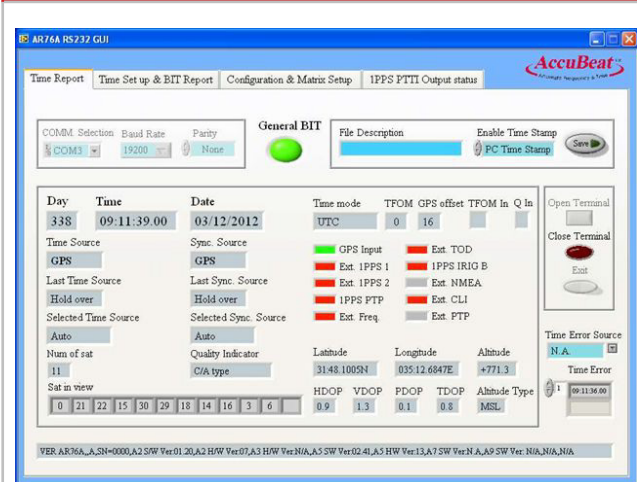 AR76A RS232 GUI
AccuBeat
Time Report Time Set up & BIT Report Configuration & Matrix Setup 1PPS PTTI Output status
COMM. Selection Baud Rate Parity General BIT File Description Enable Time Stamp
COM3 19200 None PC Time Stamp Save
Day Time Date Time mode TFOM GPS offset TFOM In Q In Open Terminal
338 09:11:39.00 03/12/2012 UTC 0 16
Time Source Sync. Source GPS Input Ext. TOD Close Terminal
GPS GPS Ext. 1PPS 1 1PPS IRIG B
Last Time Source Last Sync. Source Ext. 1PPS 2 Ext. NMEA Exit
Hold over Hold over 1PPS PTP Ext. CLI
Selected Time Source Selected Sync. Source Ext. Freq. Ext. PTP
Auto Auto Time Error Source
Num of sat Quality Indicator Latitude Longitude Altitude N.A.
11 C/A type 31:48.1005N 035:12.6847E +771.3 Time Error
Sat in view HDOP VDOP PDOP TDOP Altitude Type 1 09:11:36.00
0 21 22 15 30 29 18 14 16 3 6 0.9 1.3 0.1 0.8 MSL
VER AR76A,,A,SN=0000,A2 S/W Ver:01.20,A2 H/W Ver:07,A3 H/W Ver:N/A,A5 SW Ver:02.41,A5 HW Ver:13,A7 SW Ver:N.A,A9 SW Ver: N/A,N/A,N/A